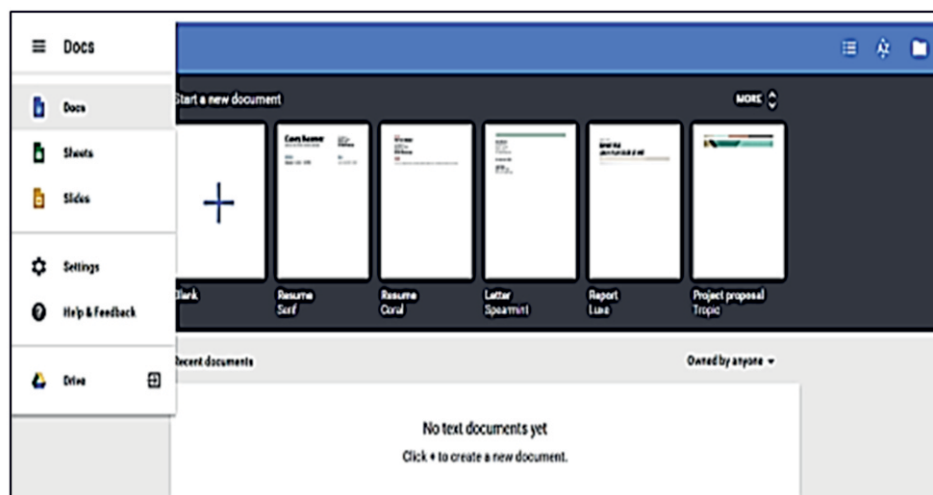 Docs
Docs
Sheets
Slides
Settings
Help & Feedback
Drive
Start a new document
MORE
Blank
Resume
Serif
Resume
Coral
Letter
Spearmint
Report
Luxe
Project proposal
Tropic
Recent documents
Owned by anyone
No text documents yet
Click + to create a new document.